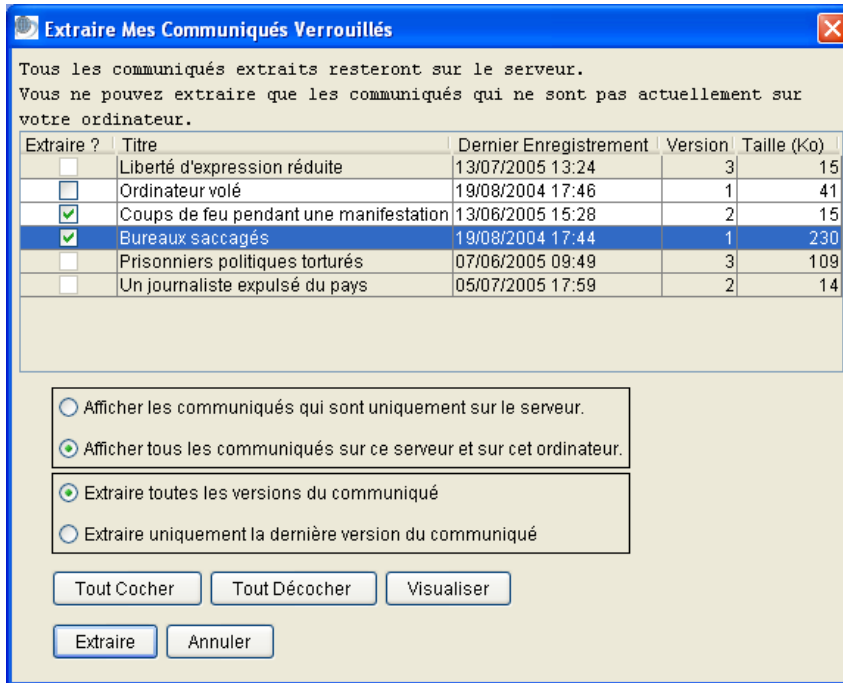 Extraire Mes Communiqués Verrouillés
Tous les communiqués extraits resteront sur le serveur.
Vous ne pouvez extraire que les communiqués qui ne sont pas actuellement sur
votre ordinateur.
Extraire ? Titre Dernier Enregistrement Version Taille (Ko)
Liberté d'expression réduite 13/07/2005 13:24 3 15
Ordinateur volé 19/08/2004 17:46 1 41
Coups de feu pendant une manifestation 13/06/2005 15:28 2 15
Bureaux saccagés 19/08/2004 17:44 1 230
Prisonniers politiques torturés 07/06/2005 09:49 3 109
Un journaliste expulsé du pays 05/07/2005 17:59 2 14
Afficher les communiqués qui sont uniquement sur le serveur.
Afficher tous les communiqués sur ce serveur et sur cet ordinateur.
Extraire toutes les versions du communiqué
Extraire uniquement la dernière version du communiqué
Tout Cocher Tout Décocher Visualiser
Extraire Annuler